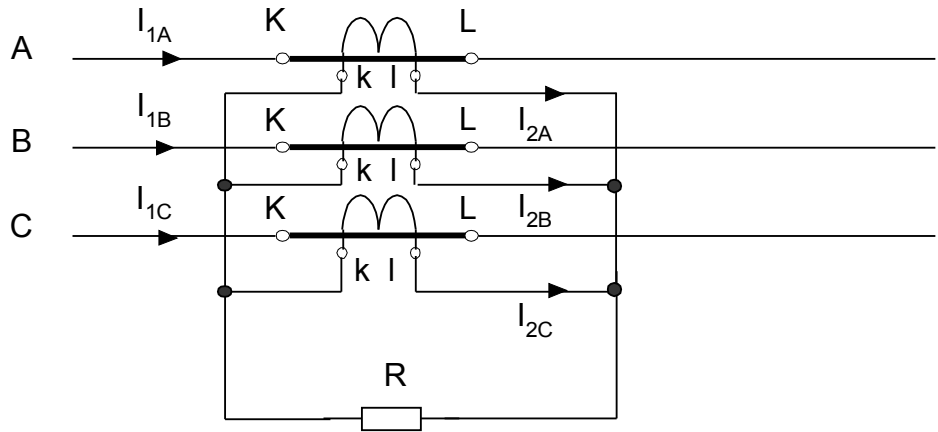 I1A K L
A
k l
I1B K L I2A
B
k l
I1C K L I2B
C
k l
I2C
R